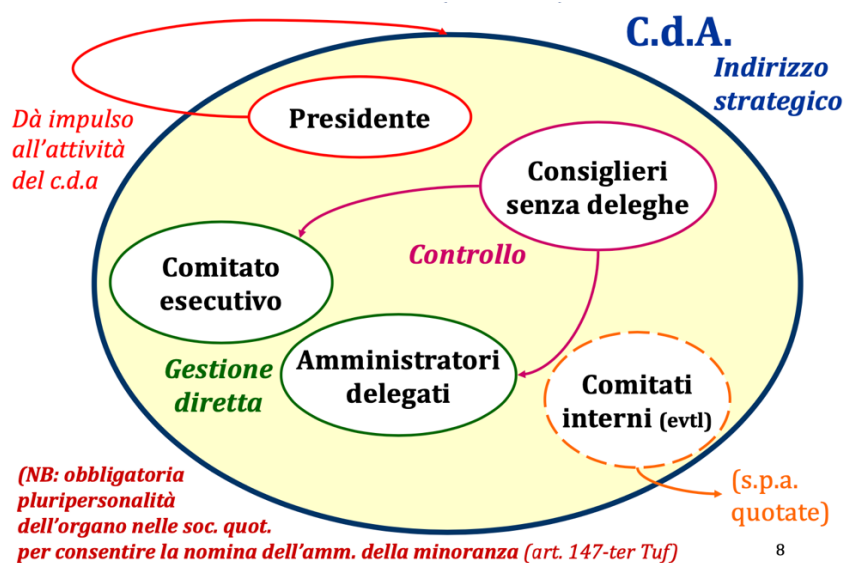 C.d.A.
Indirizzo
strategico
Dà impulso
all'attività
del c.d.a
Presidente
Consiglieri
senza deleghe
Controllo
Comitato
esecutivo
Gestione
diretta
Amministratori
delegati
Comitati
interni (evtl)
(s.p.a.
quotate)
(NB: obbligatoria
pluripersonalità
dell'organo nelle soc. quot.
per consentire la nomina dell'amm. della minoranza (art. 147-ter Tuf)
8